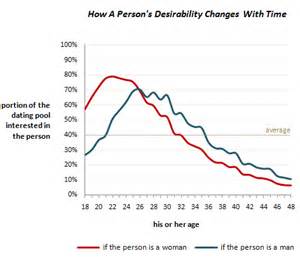 How A Person's Desirability Changes With Time
100%
90%
80%
70%
60%
50%
40%
30%
20%
10%
0%
portion of the
dating pool
interested in
the person
average
18 20 22 24 26 28 30 32 34 36 38 40 42 44 46 48
his or her age
if the person is a woman
if the person is a man